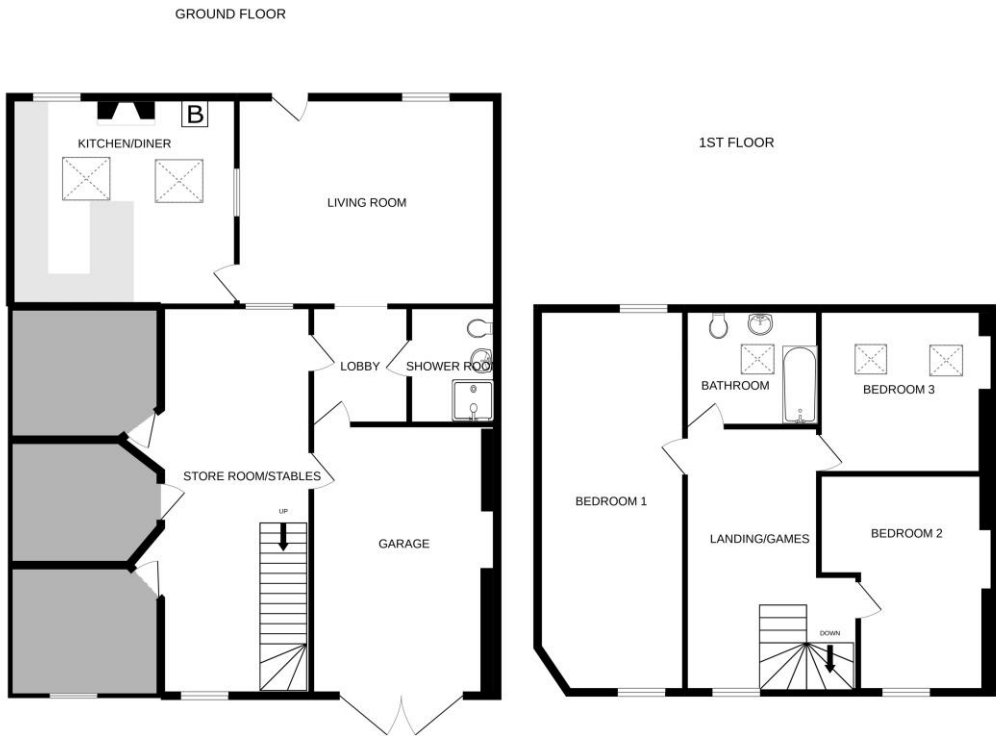 GROUND FLOOR
B
KITCHEN/DINER
LIVING ROOM
LOBBY
SHOWER ROOM
STORE ROOM/STABLES
UP
GARAGE
1ST FLOOR
BATHROOM
BEDROOM 3
BEDROOM 1
LANDING/GAMES
BEDROOM 2
DOWN